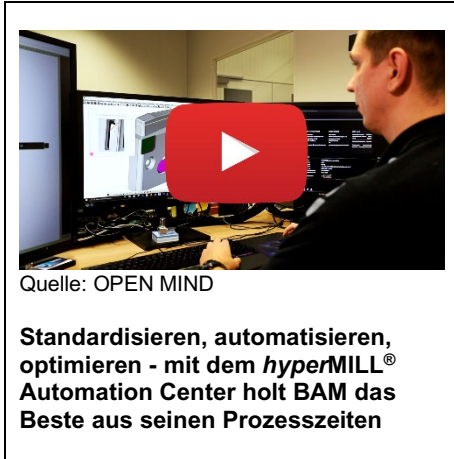 Quelle: OPEN MIND
Standardisieren, automatisieren,
optimieren - mit dem hyperMILL®
Automation Center holt BAM das
Beste aus seinen Prozesszeiten